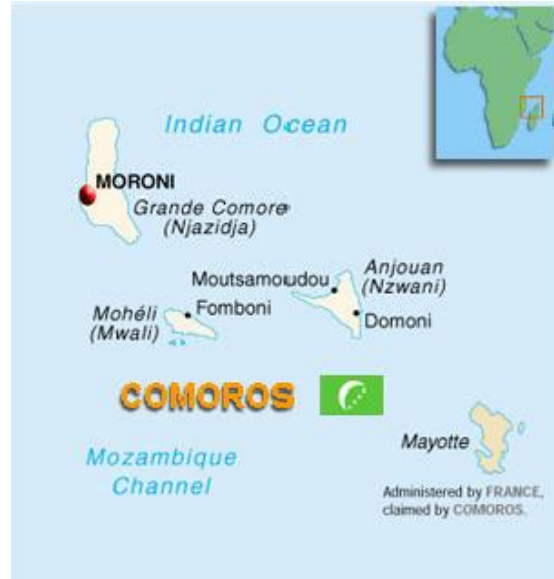 Indian Ocean
MORONI
Grande Comore
(Njazidja)
Anjouan
(Nzwani)
Moutsamoudou
Mohéli
(Mwali)
Fomboni
Domoni
COMOROS
Mayotte
Mozambique
Channel
Administered by FRANCE,
claimed by COMOROS.